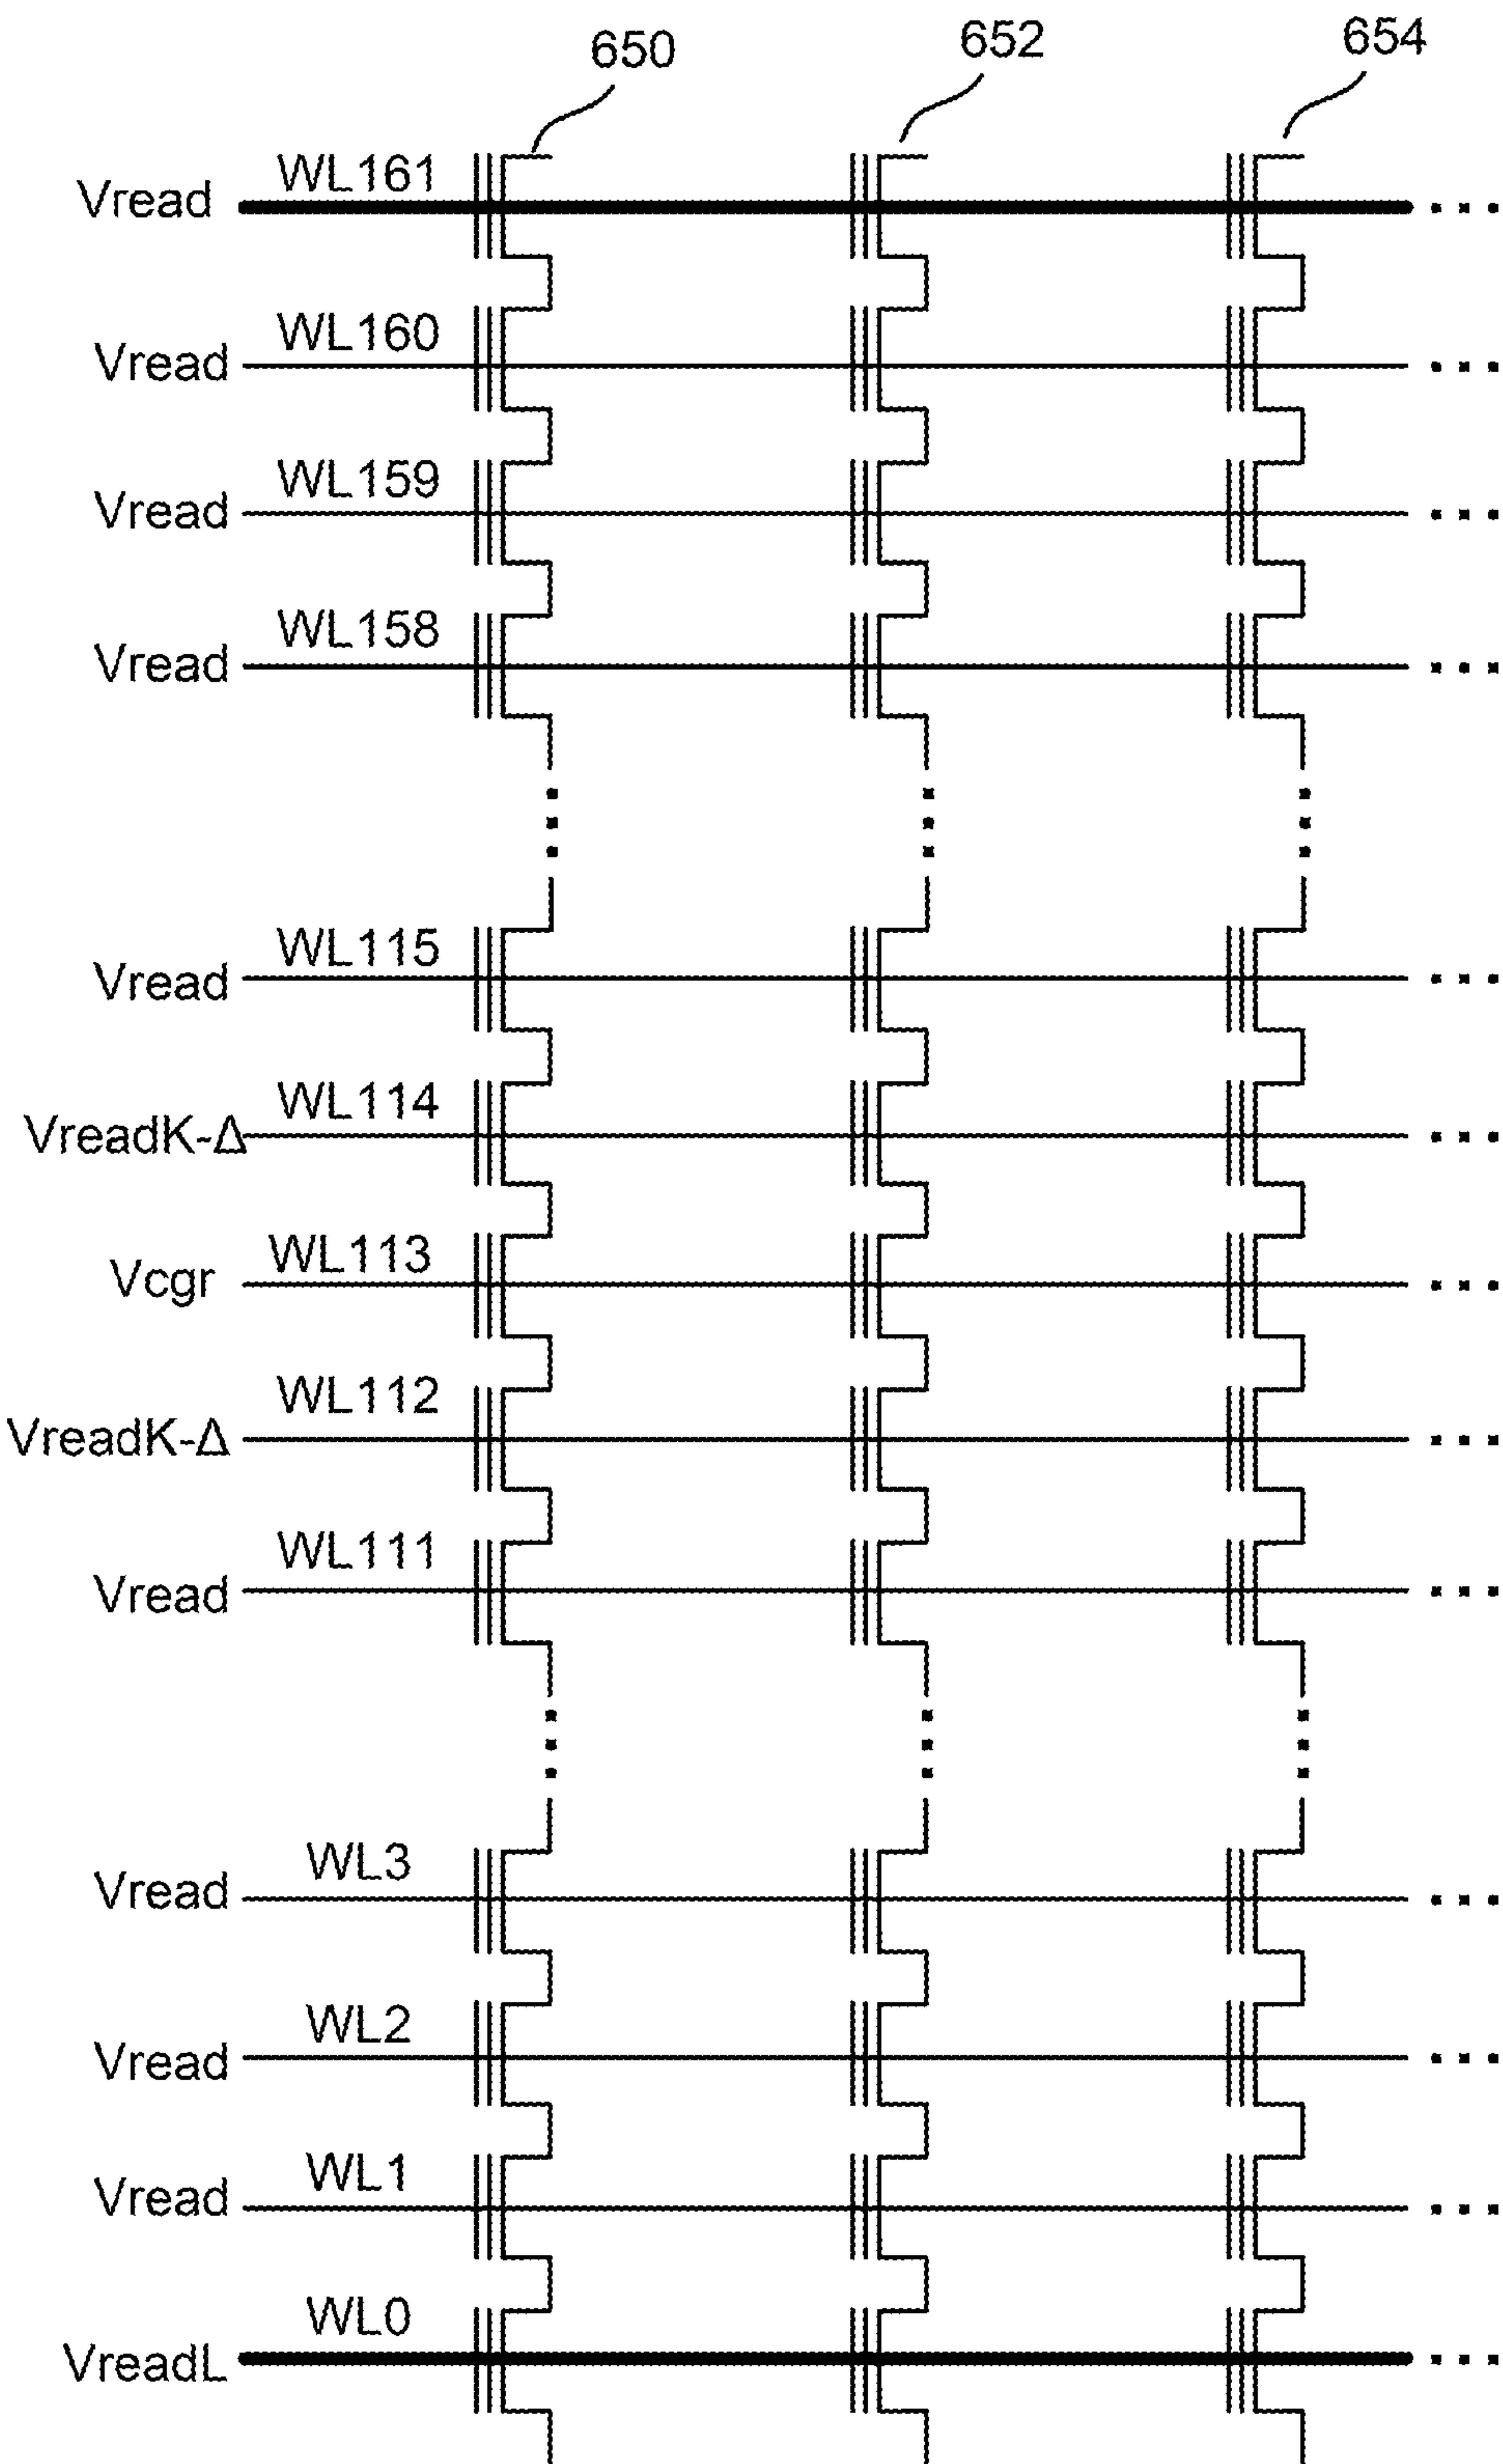 650 652 654
Vread WL161
Vread WL160
Vread WL159
Vread WL158
Vread WL115
VreadK-Δ WL114
Vcgr WL113
VreadK-Δ WL112
Vread WL111
Vread WL3
Vread WL2
Vread WL1
VreadL WL0